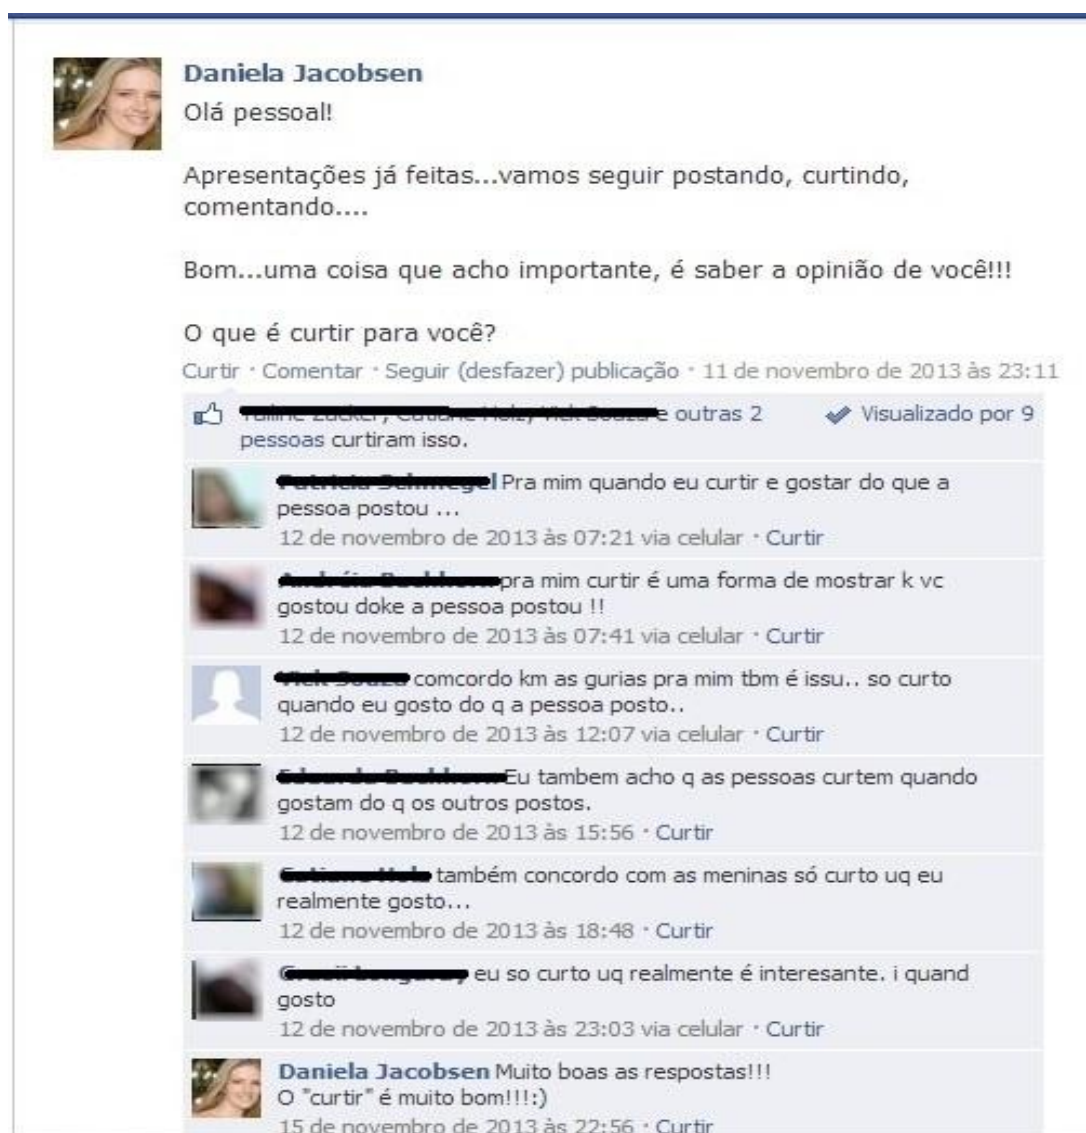 Daniela Jacobsen
Olá pessoal!
Apresentações já feitas...vamos seguir postando, curtindo,
comentando....
Bom...uma coisa que acho importante, é saber a opinião de você!!!
O que é curtir para você?
Curtir · Comentar · Seguir (desfazer) publicação · 11 de novembro de 2013 às 23:11
e outras 2 Visualizado por 9
pessoas curtiram isso.
Pra mim quando eu curtir e gostar do que a
pessoa postou ...
12 de novembro de 2013 às 07:21 via celular · Curtir
pra mim curtir é uma forma de mostrar k vc
gostou doke a pessoa postou !!
12 de novembro de 2013 às 07:41 via celular · Curtir
comcordo km as gurias pra mim tbm é issu.. so curto
quando eu gosto do q a pessoa posto..
12 de novembro de 2013 às 12:07 via celular · Curtir
Eu tambem acho q as pessoas curtem quando
gostam do q os outros postos.
12 de novembro de 2013 às 15:56 · Curtir
também concordo com as meninas só curto uq eu
realmente gosto...
12 de novembro de 2013 às 18:48 · Curtir
eu so curto uq realmente é interesante. i quand
gosto
12 de novembro de 2013 às 23:03 via celular · Curtir
Daniela Jacobsen Muito boas as respostas!!!
O "curtir" é muito bom!!!:)
15 de novembro de 2013 às 22:56 · Curtir